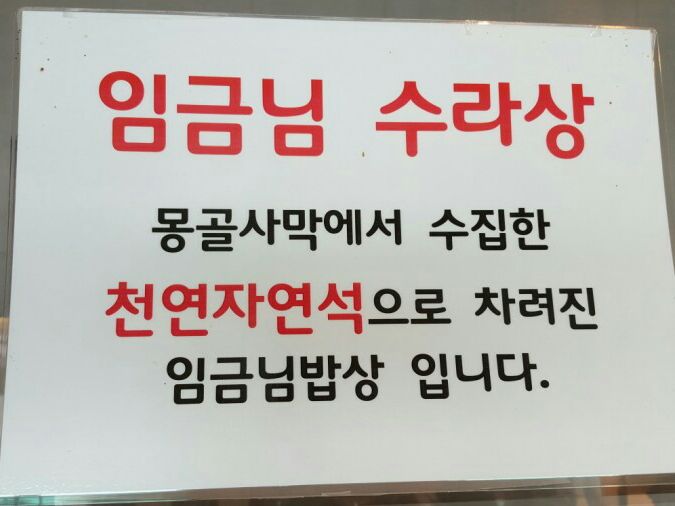 임금님 수라상
몽골사막에서 수집한
천연자연석으로 차려진
임금님밥상 입니다.